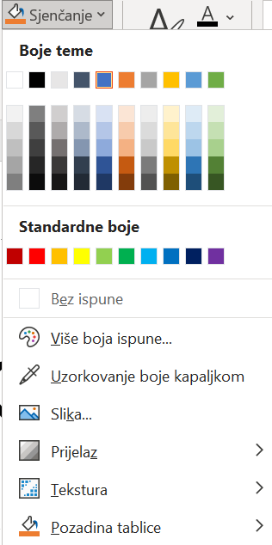 Sjenčanje
A
Boje teme
Standardne boje
Bez ispune
Više boja ispune...
Uzorkovanje boje kapaljkom
Slika...
Prijelaz
Tekstura
Pozadina tablice